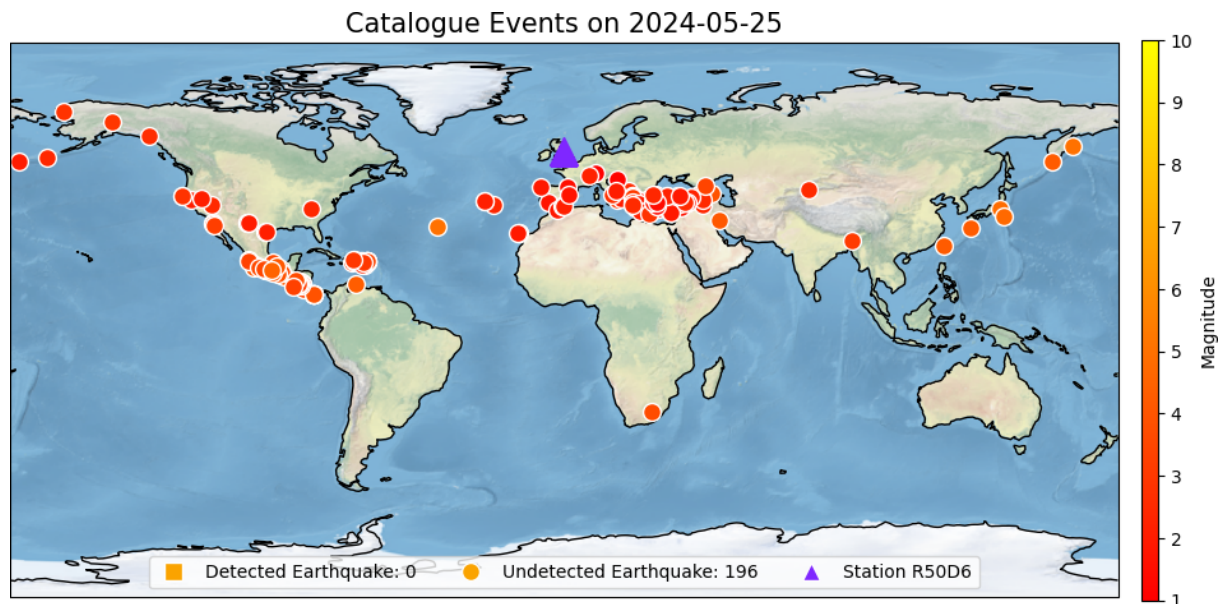 Catalogue Events on 2024-05-25
10
9
8
7
6
5
4
3
2
1
Magnitude
Detected Earthquake: 0
Undetected Earthquake: 196
Station R50D6